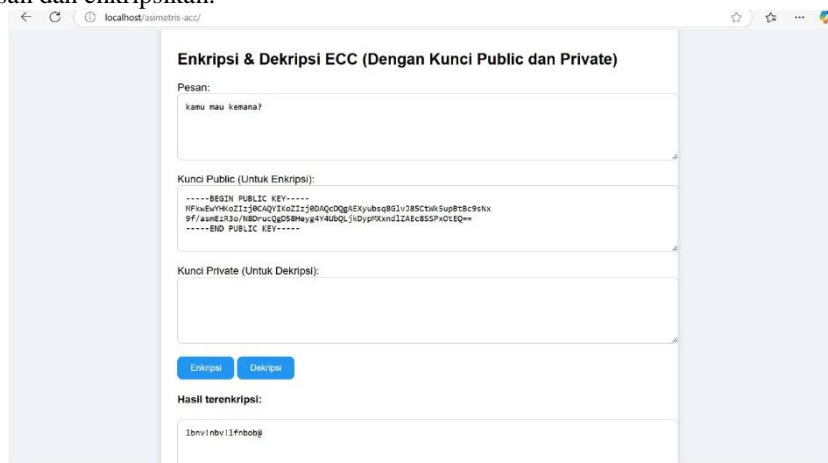 san dan enkripsikan.
localhost/asimetris-acc/
Enkripsi & Dekripsi ECC (Dengan Kunci Public dan Private)
Pesan:
kamu mau kemana?
Kunci Public (Untuk Enkripsi):
-----BEGIN PUBLIC KEY-----
-----END PUBLIC KEY-----
Kunci Private (Untuk Dekripsi):
Enkripsi Dekripsi
Hasil terenkripsi:
lbnv!nbv!lfnbob@